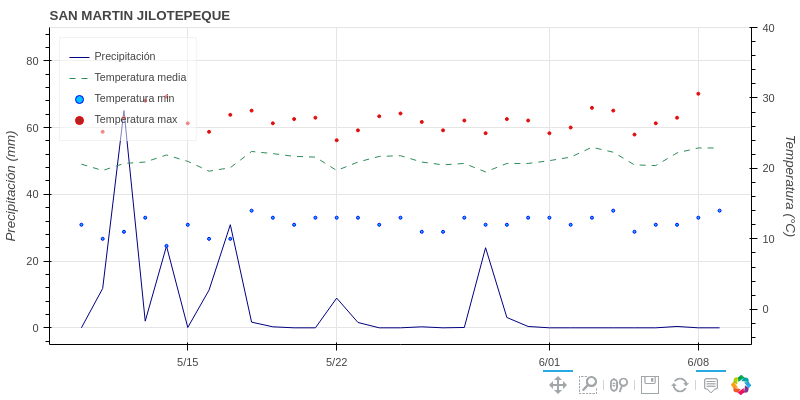 SAN MARTIN JILOTEPEQUE
Precipitación
Temperatura media
Temperatura min
Temperatura max
Precipitación (mm)
80
60
40
20
0
Temperatura (°C)
40
30
20
10
0
5/15
5/22
6/01
6/08